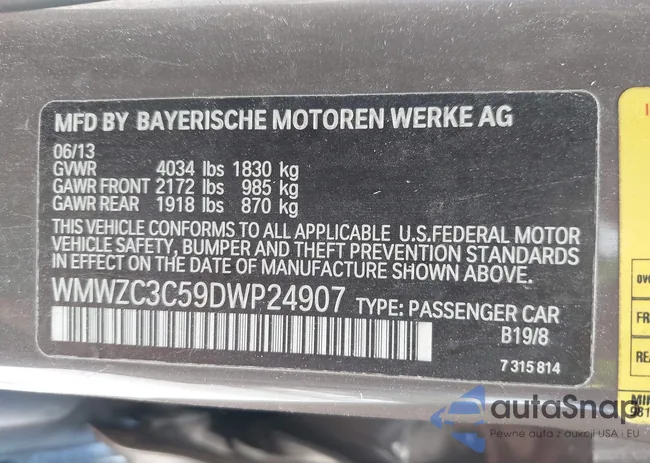 MFD BY BAYERISCHE MOTOREN WERKE AG
06/13
GVWR 4034 lbs 1830 kg
GAWR FRONT 2172 lbs 985 kg
GAWR REAR 1918 lbs 870 kg
THIS VEHICLE CONFORMS TO ALL APPLICABLE U.S.FEDERAL MOTOR
VEHICLE SAFETY, BUMPER AND THEFT PREVENTION STANDARDS
IN EFFECT ON THE DATE OF MANUFACTURE SHOWN ABOVE.
WMWZC3C59DWP24907 TYPE: PASSENGER CAR
B19/8
7 315 814
autaSnap
Pewne auta z aukcji USA i EU